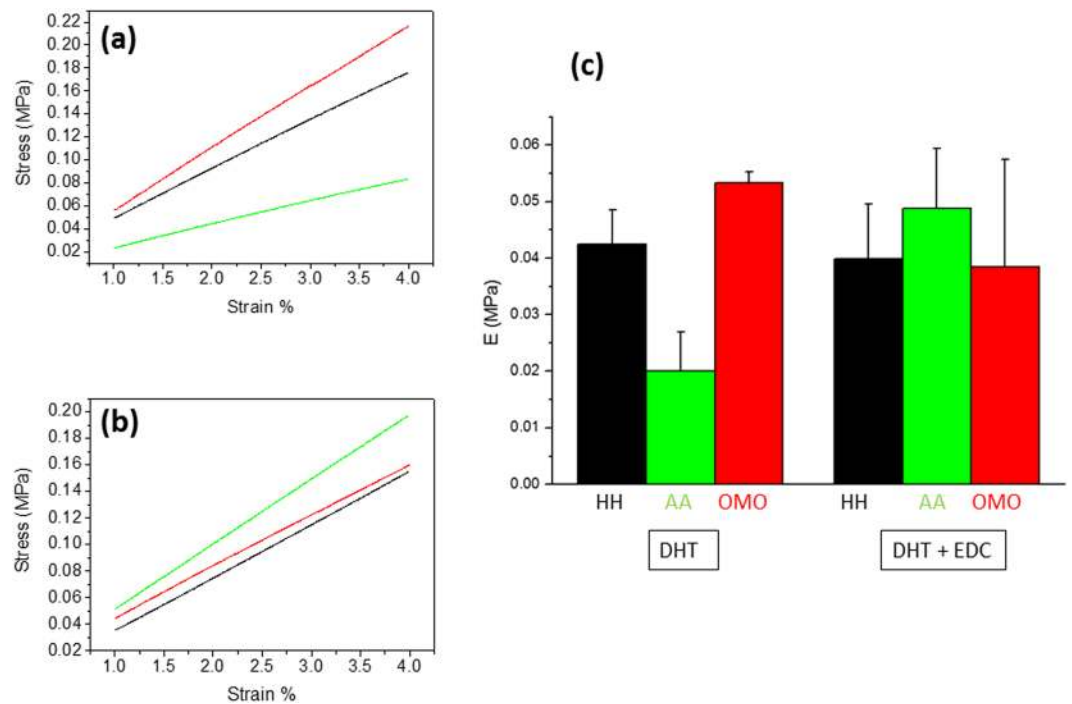 (a)
Stress (MPa)
0.22
0.20
0.18
0.16
0.14
0.12
0.10
0.08
0.06
0.04
0.02
1.0 1.5 2.0 2.5 3.0 3.5 4.0
Strain %
(b)
Stress (MPa)
0.20
0.18
0.16
0.14
0.12
0.10
0.08
0.06
0.04
0.02
1.0 1.5 2.0 2.5 3.0 3.5 4.0
Strain %
(c)
E (MPa)
0.06
0.05
0.04
0.03
0.02
0.01
0.00
HH AA OMO HH AA OMO
DHT DHT + EDC